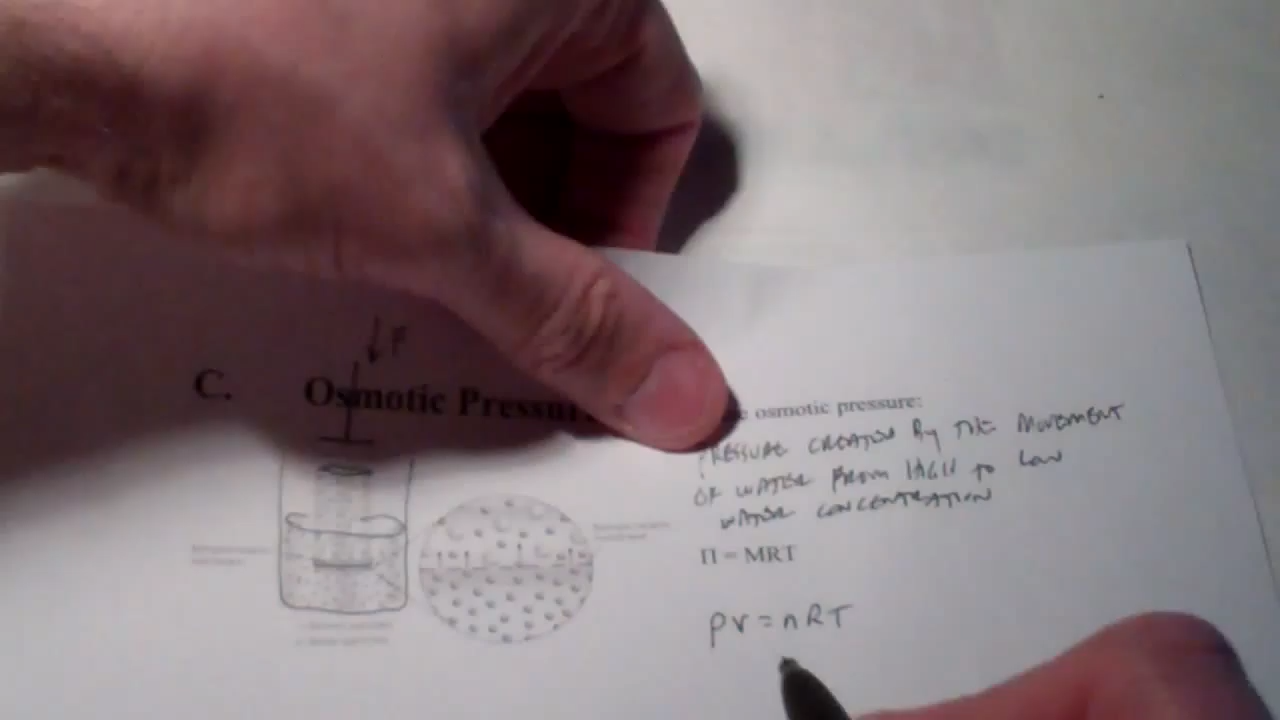 P
C. Osmotic Pressu
e osmotic pressure:
PRESSURE CREATED BY THE MOVEMENT
OF WATER FROM HIGH TO LOW
WATER CONCENTRATION
Π = MRT
PV = nRT